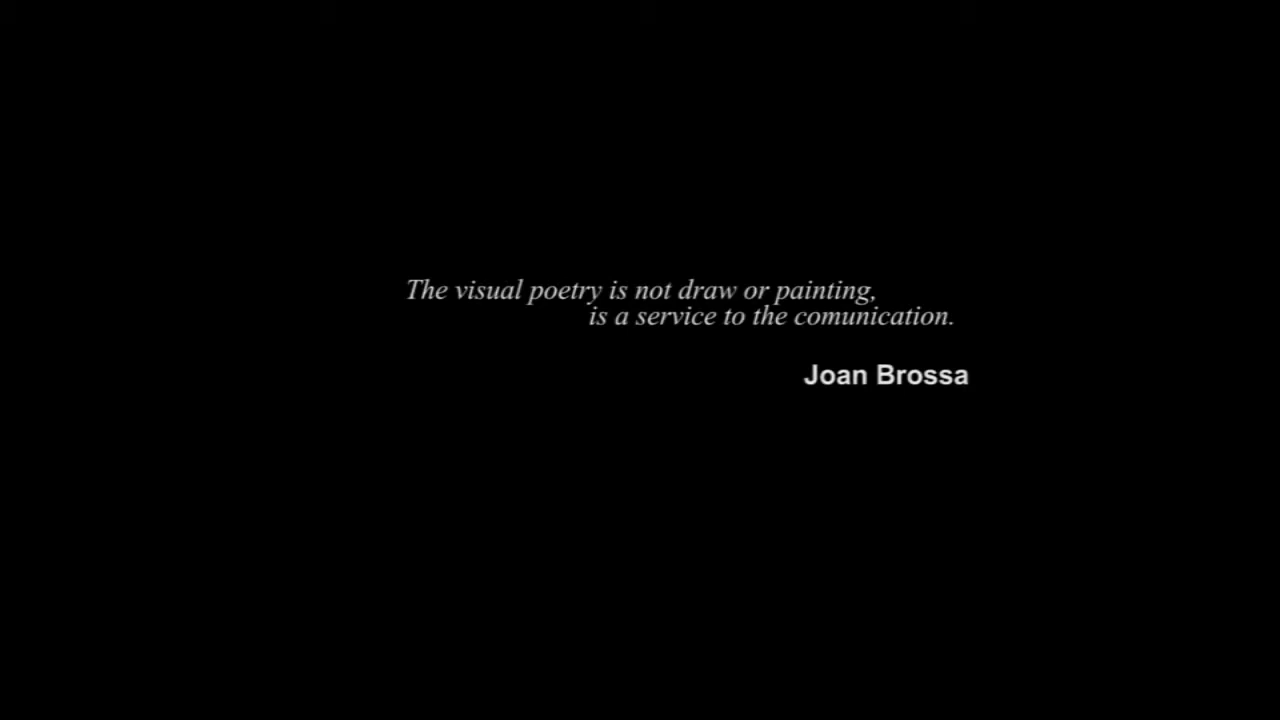 The visual poetry is not draw or painting,
is a service to the comunication.
Joan Brossa